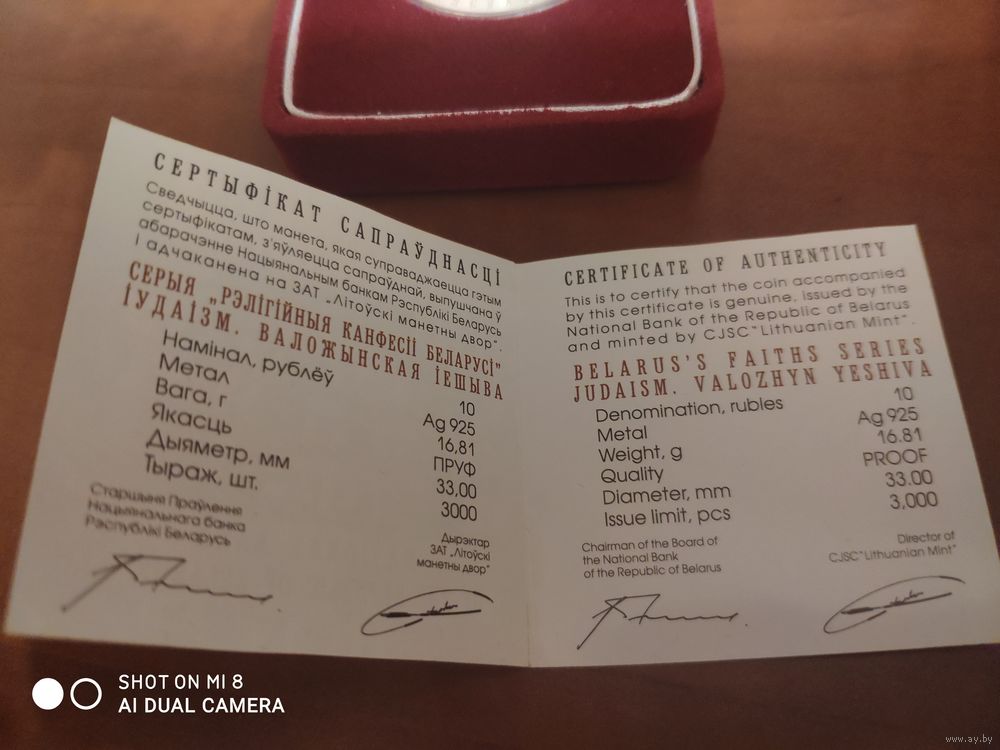 СЕРТЫФІКАТ САПРАЎДНАСЦІ
Сведчыцца, што манета, якая суправаджаецца гэтым
сертыфікатам, з'яўляецца сапраўднай, выпушчана ў
абарачэнне Нацыянальным банкам Рэспублікі Беларусь
і адчаканена на ЗАТ „Літоўскі манетны двор".
СЕРЫЯ „РЭЛІГІЙНЫЯ КАНФЕСІІ БЕЛАРУСІ"
ІУДАІЗМ. ВАЛОЖЫНСКАЯ ІЕШЫВА
Намінал, рублёў 10
Метал Ag 925
Вага, г 16,81
Якасць ПРУФ
Дыяметр, мм 33,00
Тыраж, шт. 3000
Старшыня Праўлення
Нацыянальнага банка
Рэспублікі Беларусь
Дырэктар
ЗАТ „Літоўскі
манетны двор"
CERTIFICATE OF AUTHENTICITY
This is to certify that the coin accompanied
by this certificate is genuine, issued by the
National Bank of the Republic of Belarus
and minted by CJSC "Lithuanian Mint".
BELARUS'S FAITHS SERIES
JUDAISM. VALOZHYN YESHIVA
Denomination, rubles 10
Metal Ag 925
Weight, g 16.81
Quality PROOF
Diameter, mm 33.00
Issue limit, pcs 3,000
Chairman of the Board of
the National Bank
of the Republic of Belarus
Director of
CJSC "Lithuanian Mint"
SHOT ON MI 8
AI DUAL CAMERA
www.ay.by